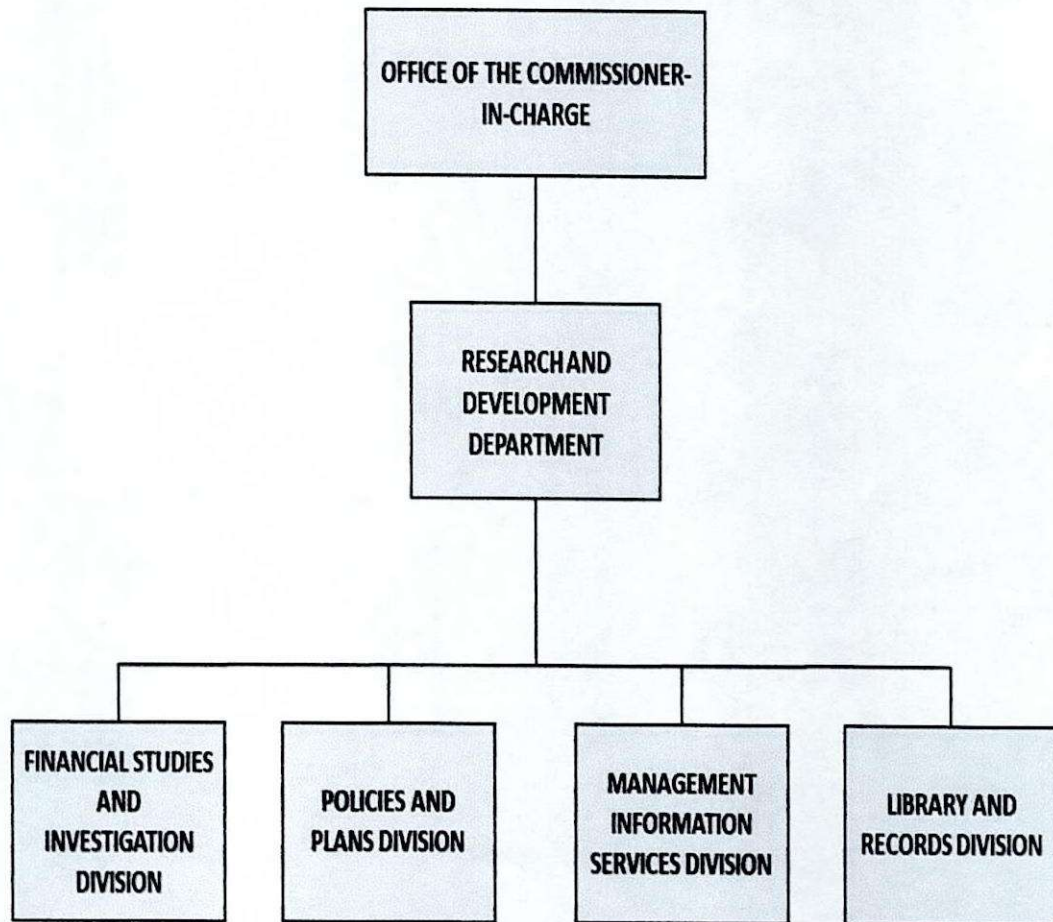 OFFICE OF THE COMMISSIONER-
IN-CHARGE
RESEARCH AND
DEVELOPMENT
DEPARTMENT
FINANCIAL STUDIES
AND
INVESTIGATION
DIVISION
POLICIES AND
PLANS DIVISION
MANAGEMENT
INFORMATION
SERVICES DIVISION
LIBRARY AND
RECORDS DIVISION